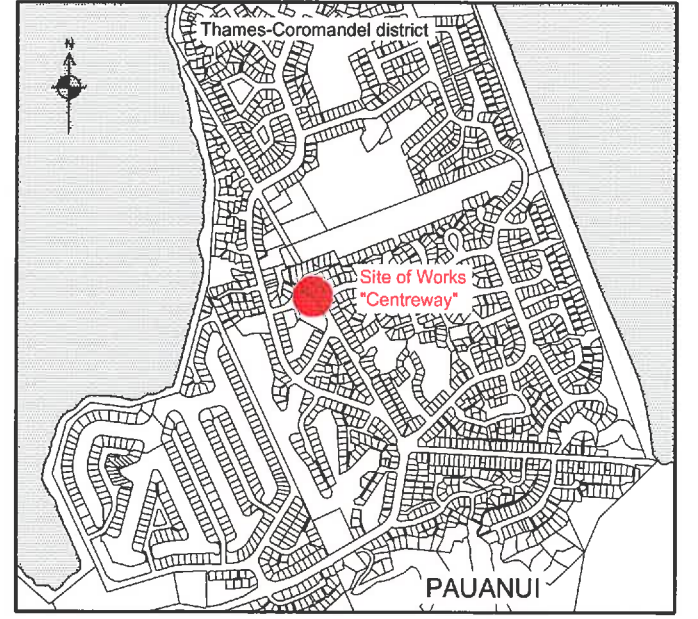 Thames-Coromandel district
N
Site of Works
"Centreway"
PAUANUI